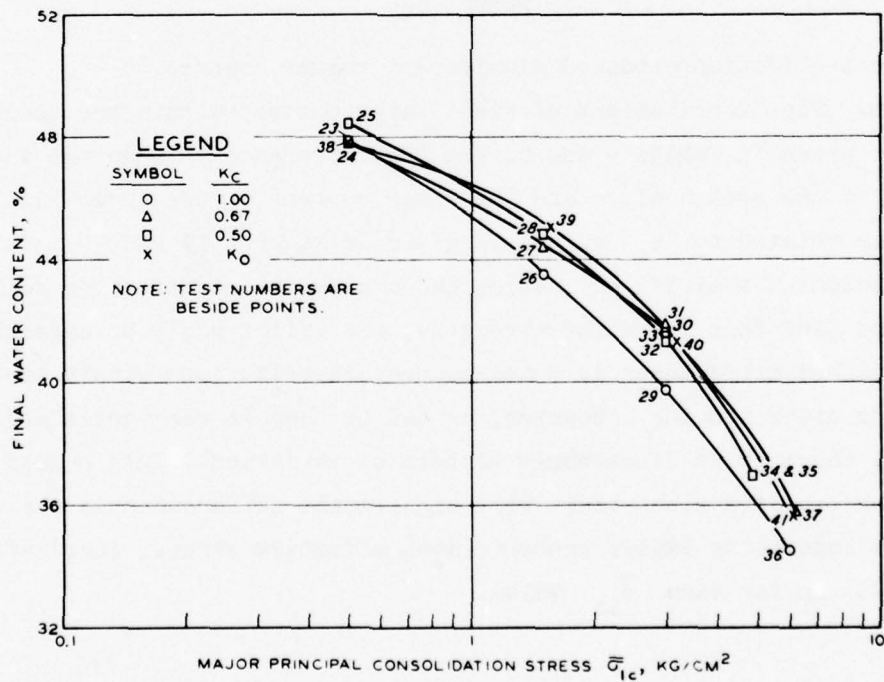 52
48
44
40
36
32
FINAL WATER CONTENT, %
LEGEND
SYMBOL K_C
○ 1.00
△ 0.67
□ 0.50
× K_O
NOTE: TEST NUMBERS ARE
BESIDE POINTS.
23 25
38
24
39
28
27
26
31
30
33
32 40
29
34 & 35
41 37
36
0.1 1 10
MAJOR PRINCIPAL CONSOLIDATION STRESS σ̄1c, KG/CM²